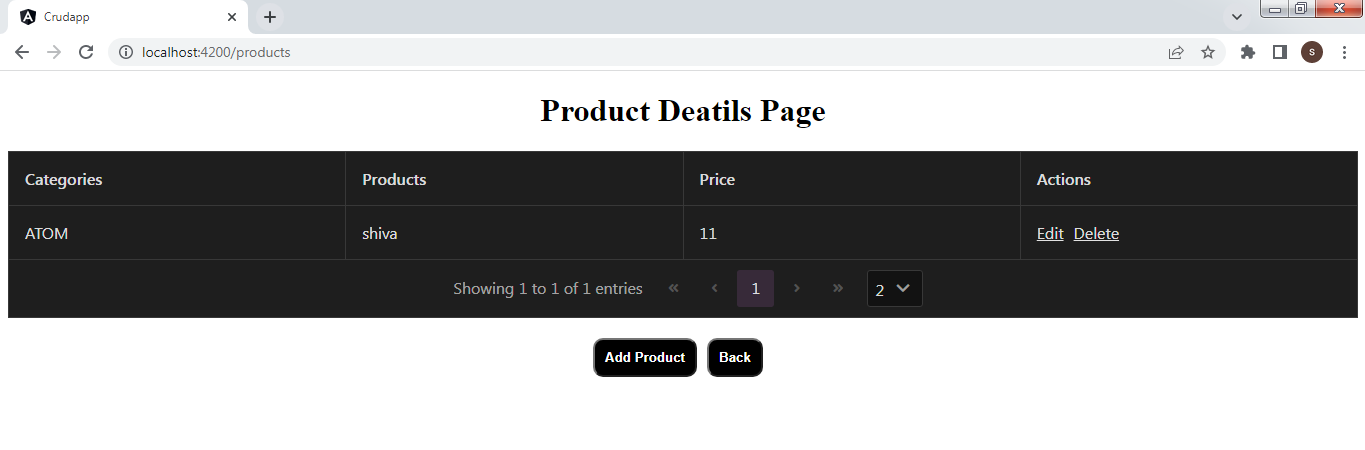 Crudapp
localhost:4200/products
S
Product Deatils Page
Categories Products Price Actions
ATOM shiva 11 Edit Delete
Showing 1 to 1 of 1 entries « ‹ 1 › » 2
Add Product Back